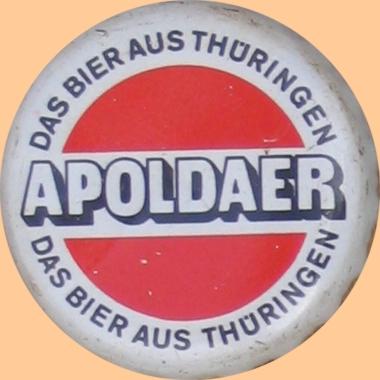 DAS BIER AUS THÜRINGEN
APOLDAER
DAS BIER AUS THÜRINGEN